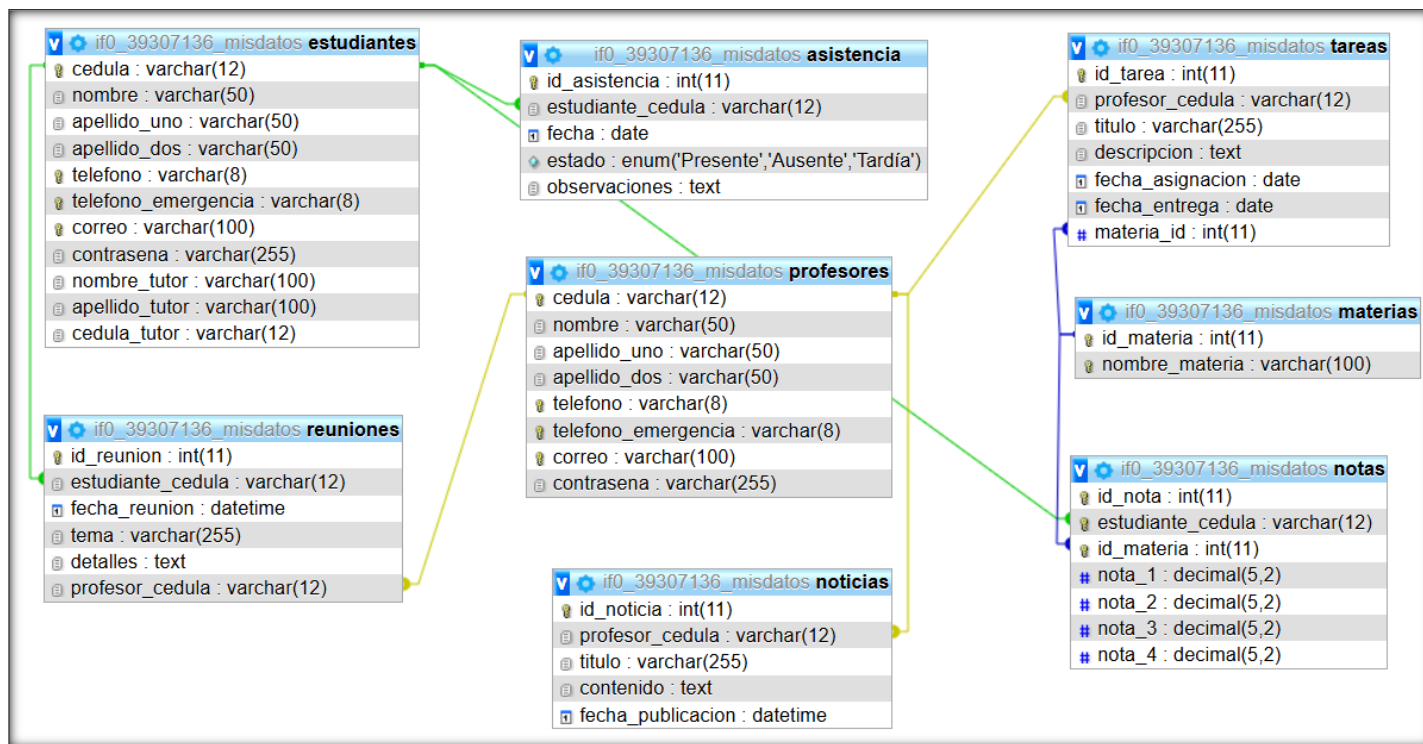 if0_39307136_misdatos estudiantes
cedula : varchar(12)
nombre : varchar(50)
apellido_uno : varchar(50)
apellido_dos : varchar(50)
telefono : varchar(8)
telefono_emergencia : varchar(8)
correo : varchar(100)
contrasena : varchar(255)
nombre_tutor : varchar(100)
apellido_tutor : varchar(100)
cedula_tutor : varchar(12)
if0_39307136_misdatos asistencia
id_asistencia : int(11)
estudiante_cedula : varchar(12)
fecha : date
estado : enum('Presente','Ausente','Tardía')
observaciones : text
if0_39307136_misdatos tareas
id_tarea : int(11)
profesor_cedula : varchar(12)
titulo : varchar(255)
descripcion : text
fecha_asignacion : date
fecha_entrega : date
materia_id : int(11)
if0_39307136_misdatos profesores
cedula : varchar(12)
nombre : varchar(50)
apellido_uno : varchar(50)
apellido_dos : varchar(50)
telefono : varchar(8)
telefono_emergencia : varchar(8)
correo : varchar(100)
contrasena : varchar(255)
if0_39307136_misdatos materias
id_materia : int(11)
nombre_materia : varchar(100)
if0_39307136_misdatos reuniones
id_reunion : int(11)
estudiante_cedula : varchar(12)
fecha_reunion : datetime
tema : varchar(255)
detalles : text
profesor_cedula : varchar(12)
if0_39307136_misdatos notas
id_nota : int(11)
estudiante_cedula : varchar(12)
id_materia : int(11)
nota_1 : decimal(5,2)
nota_2 : decimal(5,2)
nota_3 : decimal(5,2)
nota_4 : decimal(5,2)
if0_39307136_misdatos noticias
id_noticia : int(11)
profesor_cedula : varchar(12)
titulo : varchar(255)
contenido : text
fecha_publicacion : datetime